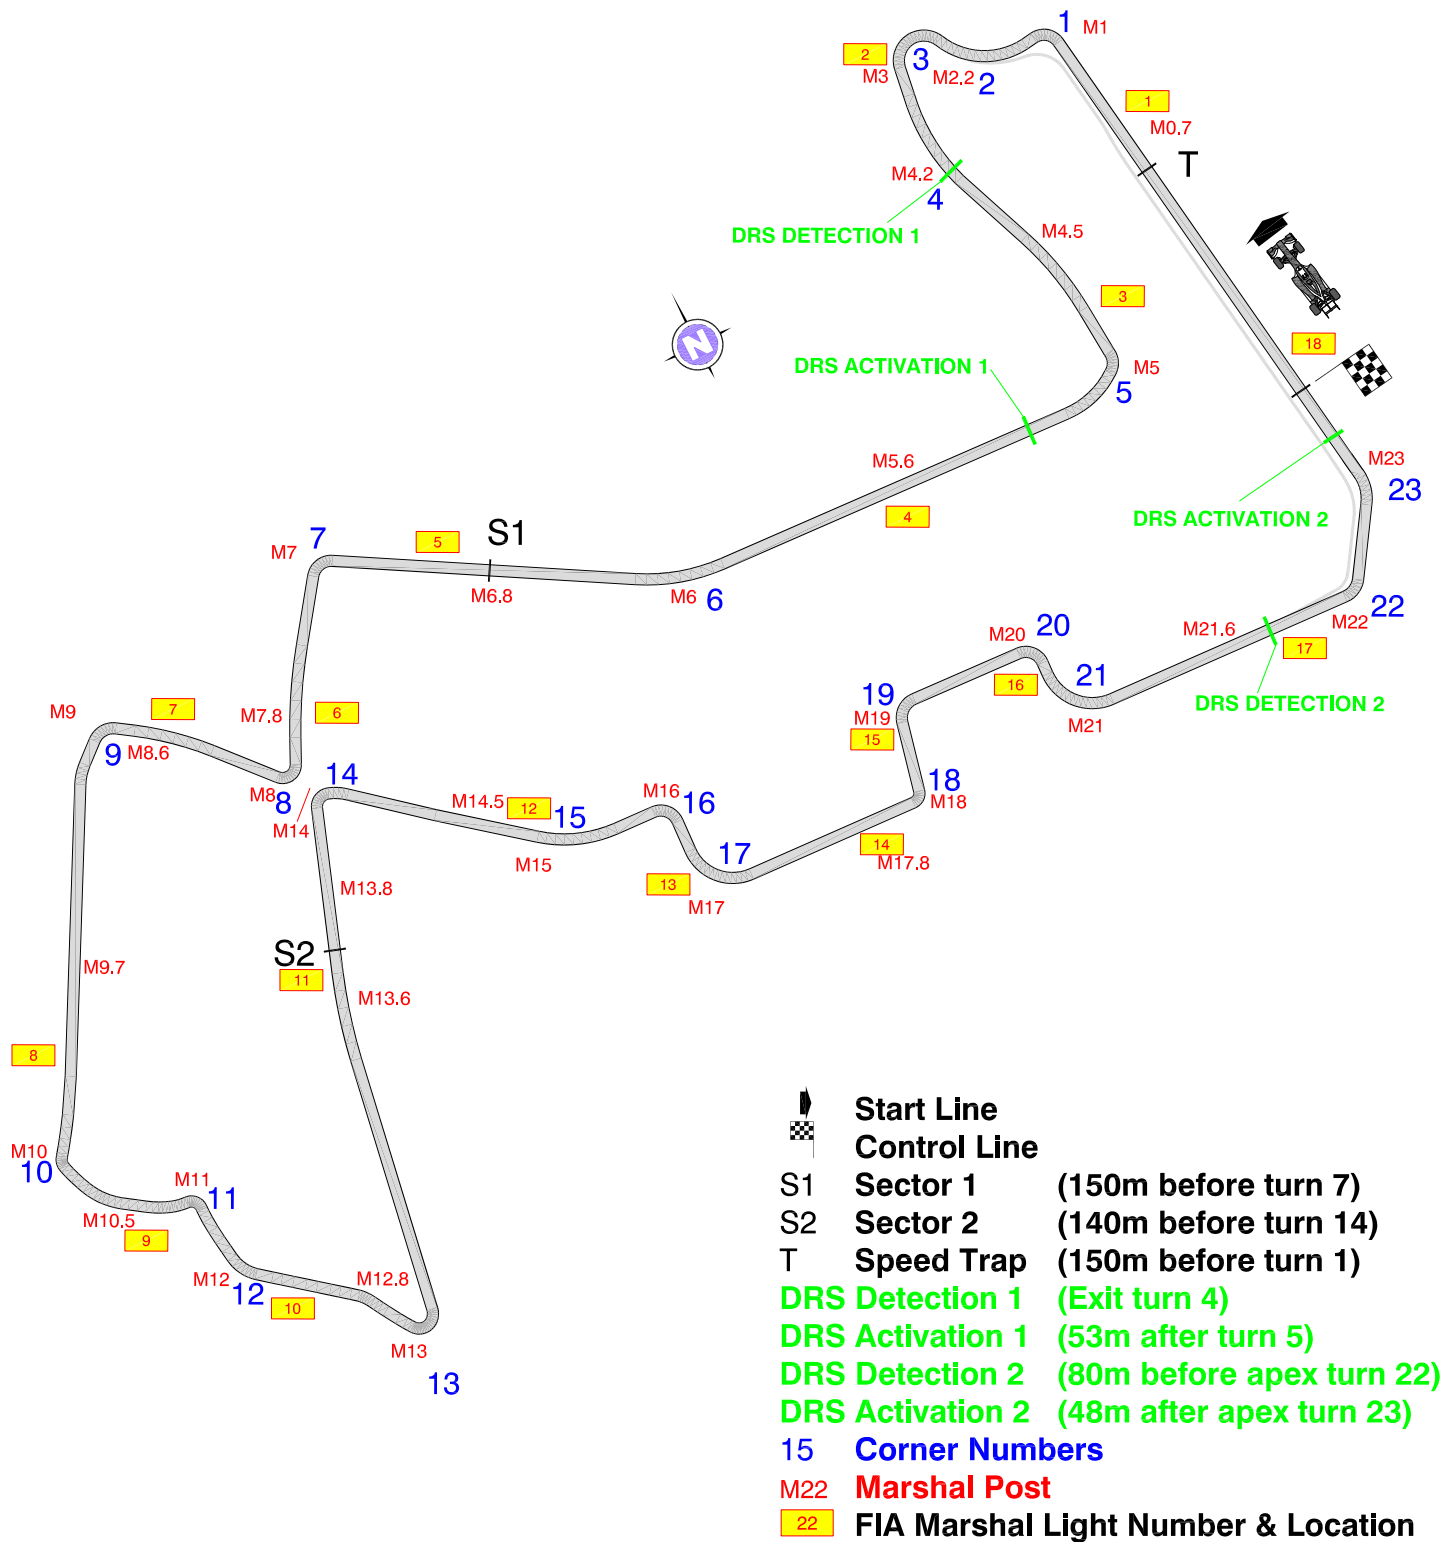 1 M1
2
3
M3
M2.2
2
1
M0.7
T
M4.2
4
DRS DETECTION 1
M4.5
3
18
N
DRS ACTIVATION 1
M5
5
M5.6
M23
23
4
DRS ACTIVATION 2
7
M7
5
S1
M6.8
M6 6
22
M22
M21.6
17
M20 20
16
21
M21
DRS DETECTION 2
19
M19
15
M9
7
9 M8.6
M7.8
6
M8
8
14
M14
M14.5
12
15
M15
M16
16
17
13
M17
18
M18
14
M17.8
M13.8
S2
11
M13.6
M9.7
8
M10
10
M11
11
M10.5
9
M12
12
10
M12.8
M13
13
Start Line
Control Line
S1 Sector 1 (150m before turn 7)
S2 Sector 2 (140m before turn 14)
T Speed Trap (150m before turn 1)
DRS Detection 1 (Exit turn 4)
DRS Activation 1 (53m after turn 5)
DRS Detection 2 (80m before apex turn 22)
DRS Activation 2 (48m after apex turn 23)
15 Corner Numbers
M22 Marshal Post
22 FIA Marshal Light Number & Location